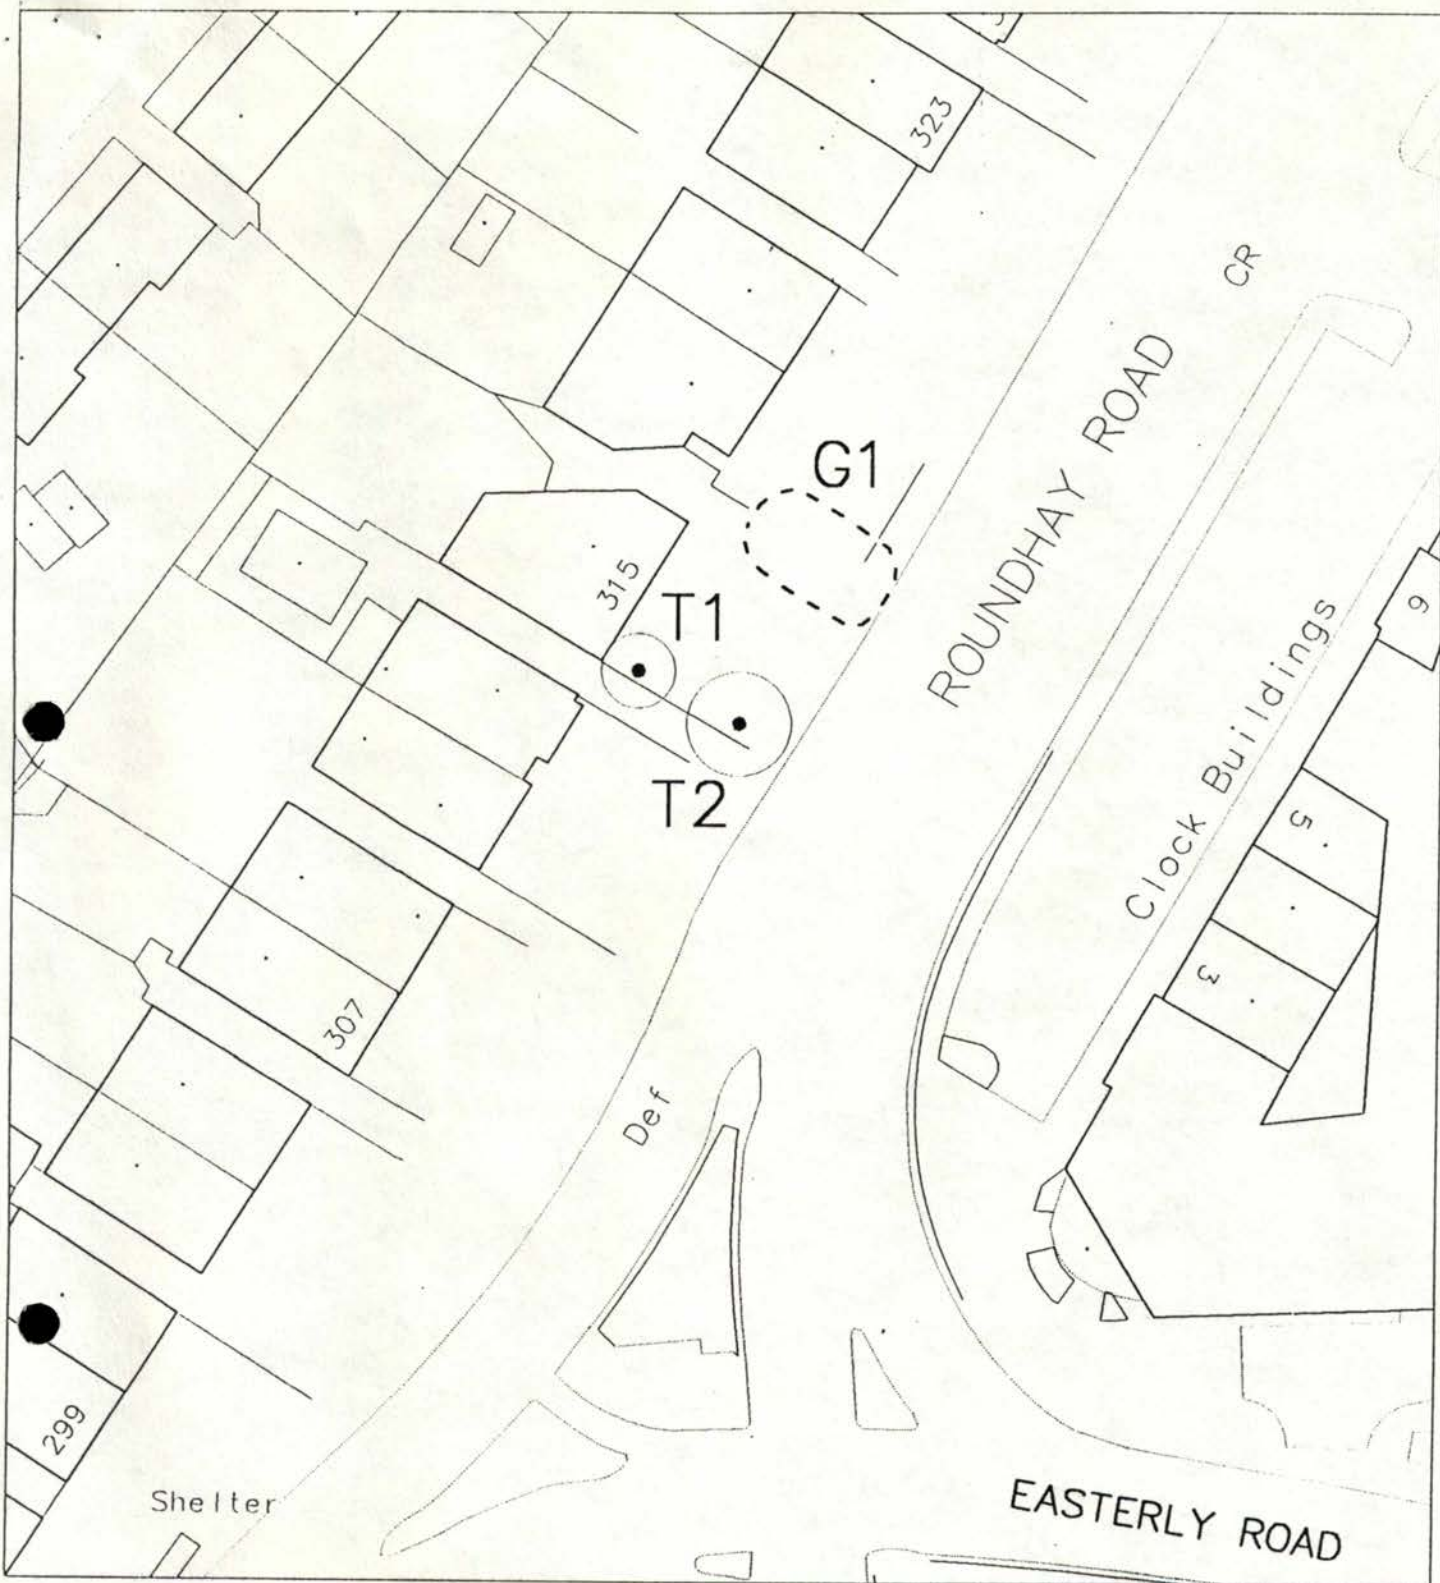 323
CR
ROUNDHAY ROAD
G1
315
T1
T2
9
Clock Buildings
5
3
307
Def
299
Shelter
EASTERLY ROAD